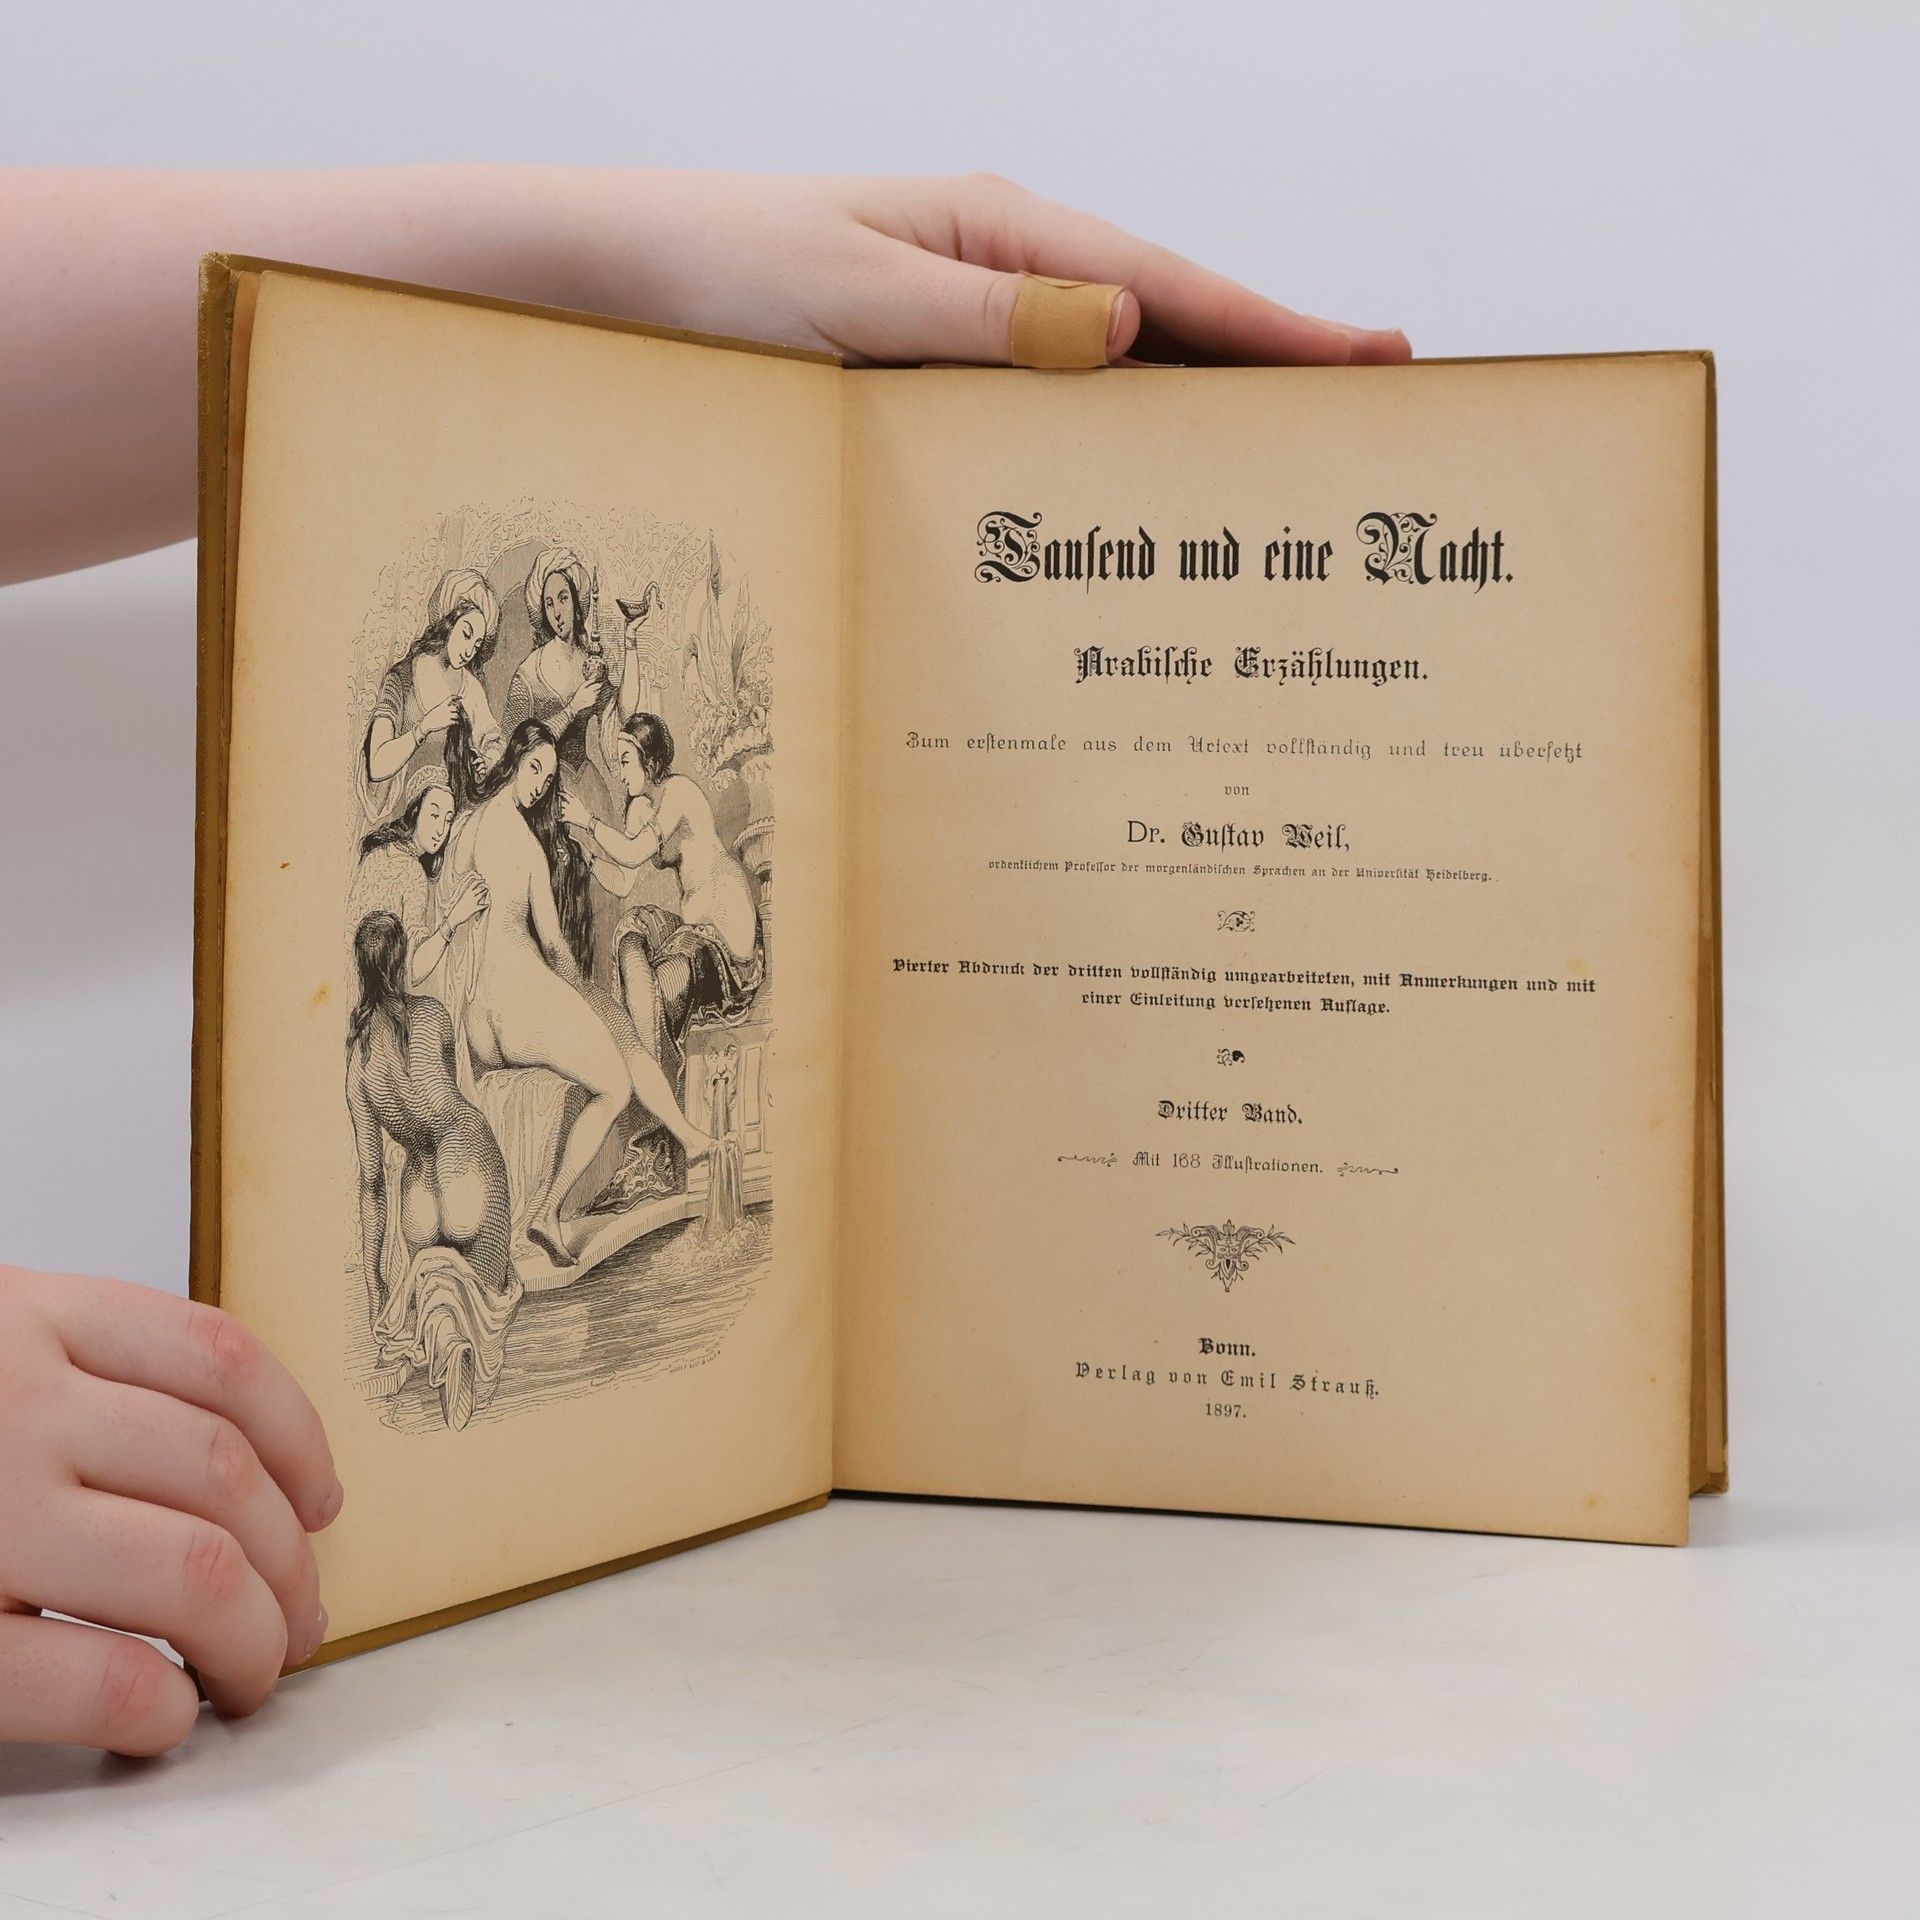 Tausend und eine Nacht.
Arabische Erzählungen.
Zum erstenmale aus dem Urtext vollständig und treu übersetzt
von
Dr. Gustav Weil,
ordentlichem Professor der morgenländischen Sprachen an der Universität Heidelberg.
Vierter Abdruck der dritten vollständig umgearbeiteten, mit Anmerkungen und mit
einer Einleitung versehenen Auflage.
Dritter Band.
Mit 168 Illustrationen.
Bonn.
Verlag von Emil Strauß.
1897.